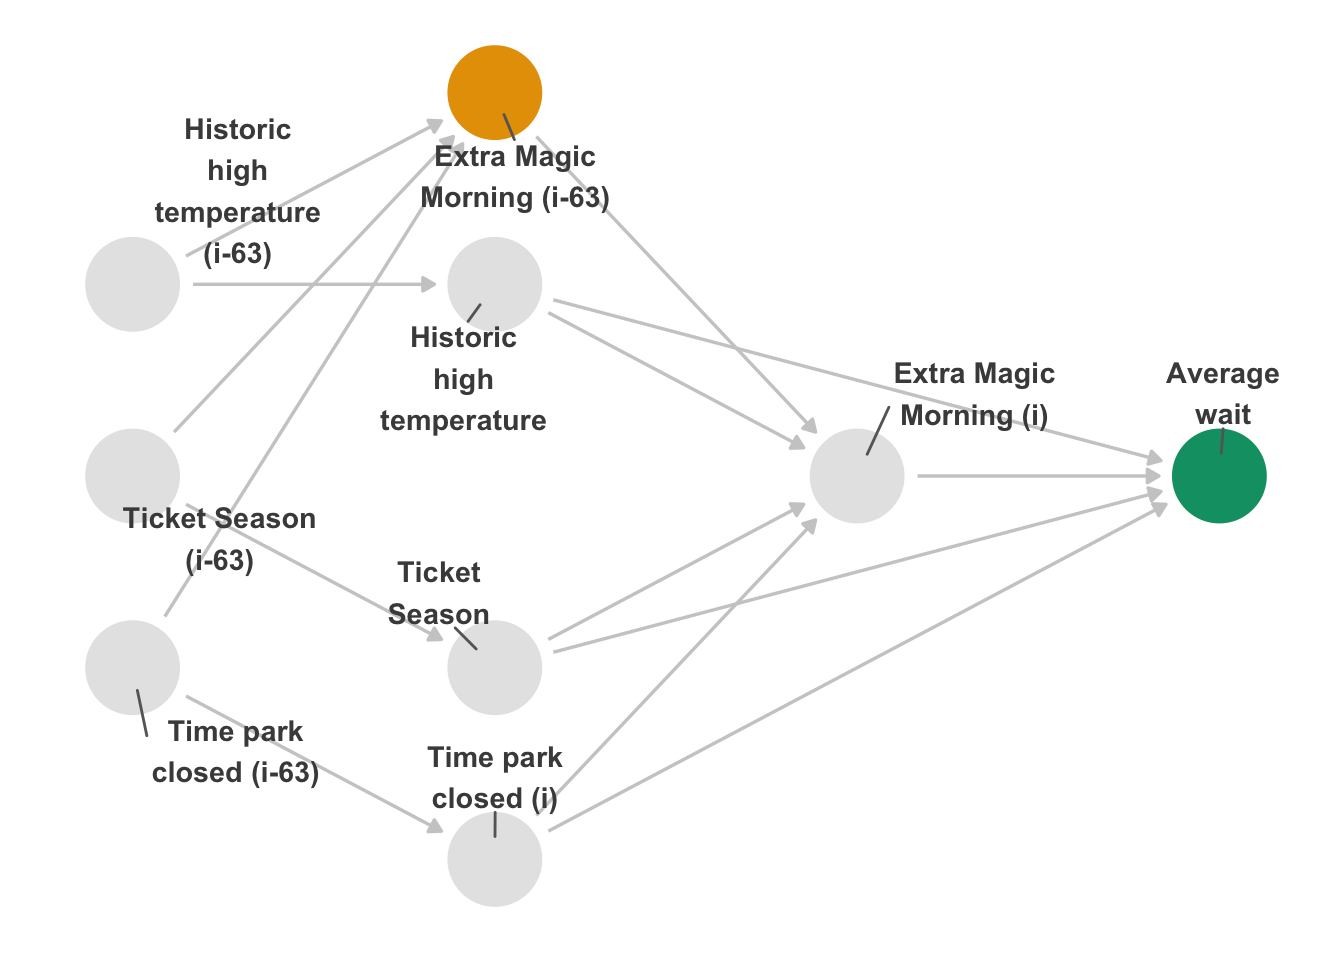 Historic
high
temperature
(i-63)
Extra Magic
Morning (i-63)
Historic
high
temperature
Extra Magic
Morning (i)
Average
wait
Ticket Season
(i-63)
Ticket
Season
Time park
closed (i-63)
Time park
closed (i)